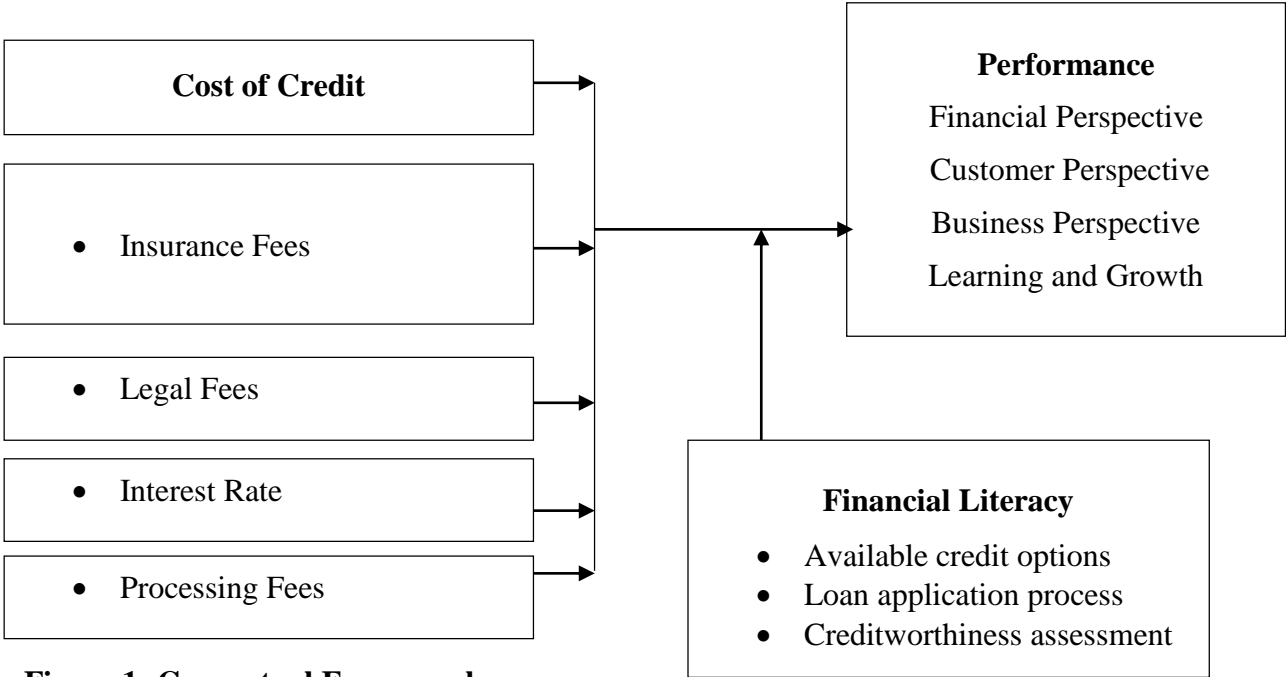 Cost of Credit
• Insurance Fees
• Legal Fees
• Interest Rate
• Processing Fees
Performance
Financial Perspective
Customer Perspective
Business Perspective
Learning and Growth
Financial Literacy
• Available credit options
• Loan application process
• Creditworthiness assessment
Figure 1: Conceptual Framework